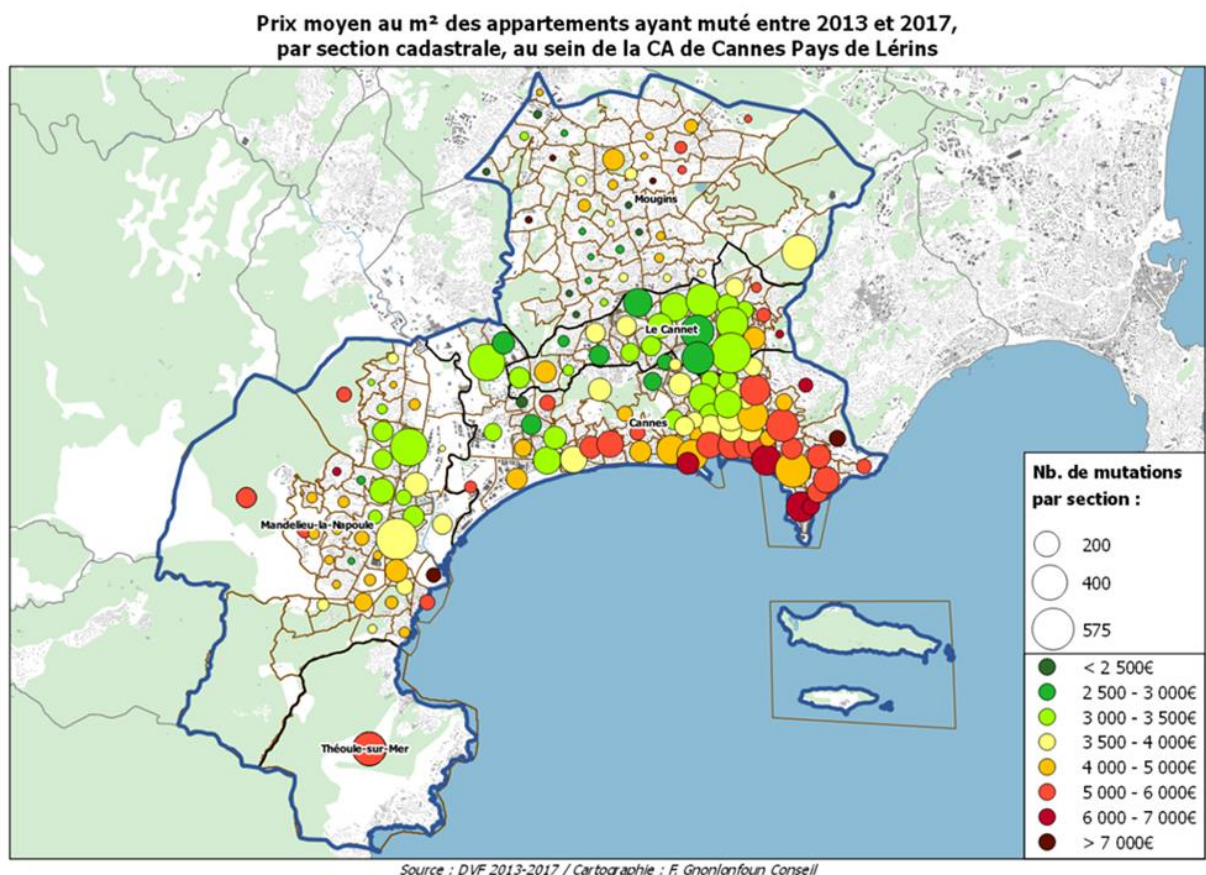 Prix moyen au m² des appartements ayant muté entre 2013 et 2017,
par section cadastrale, au sein de la CA de Cannes Pays de Lérins
Mougins
Le Cannet
Cannes
Mandelieu-la-Napoule
Théoule-sur-Mer
Nb. de mutations
par section :
200
400
575
< 2 500€
2 500 - 3 000€
3 000 - 3 500€
3 500 - 4 000€
4 000 - 5 000€
5 000 - 6 000€
6 000 - 7 000€
> 7 000€
Source : DVF 2013-2017 / Cartographie : F. Gnonlonfoun Conseil